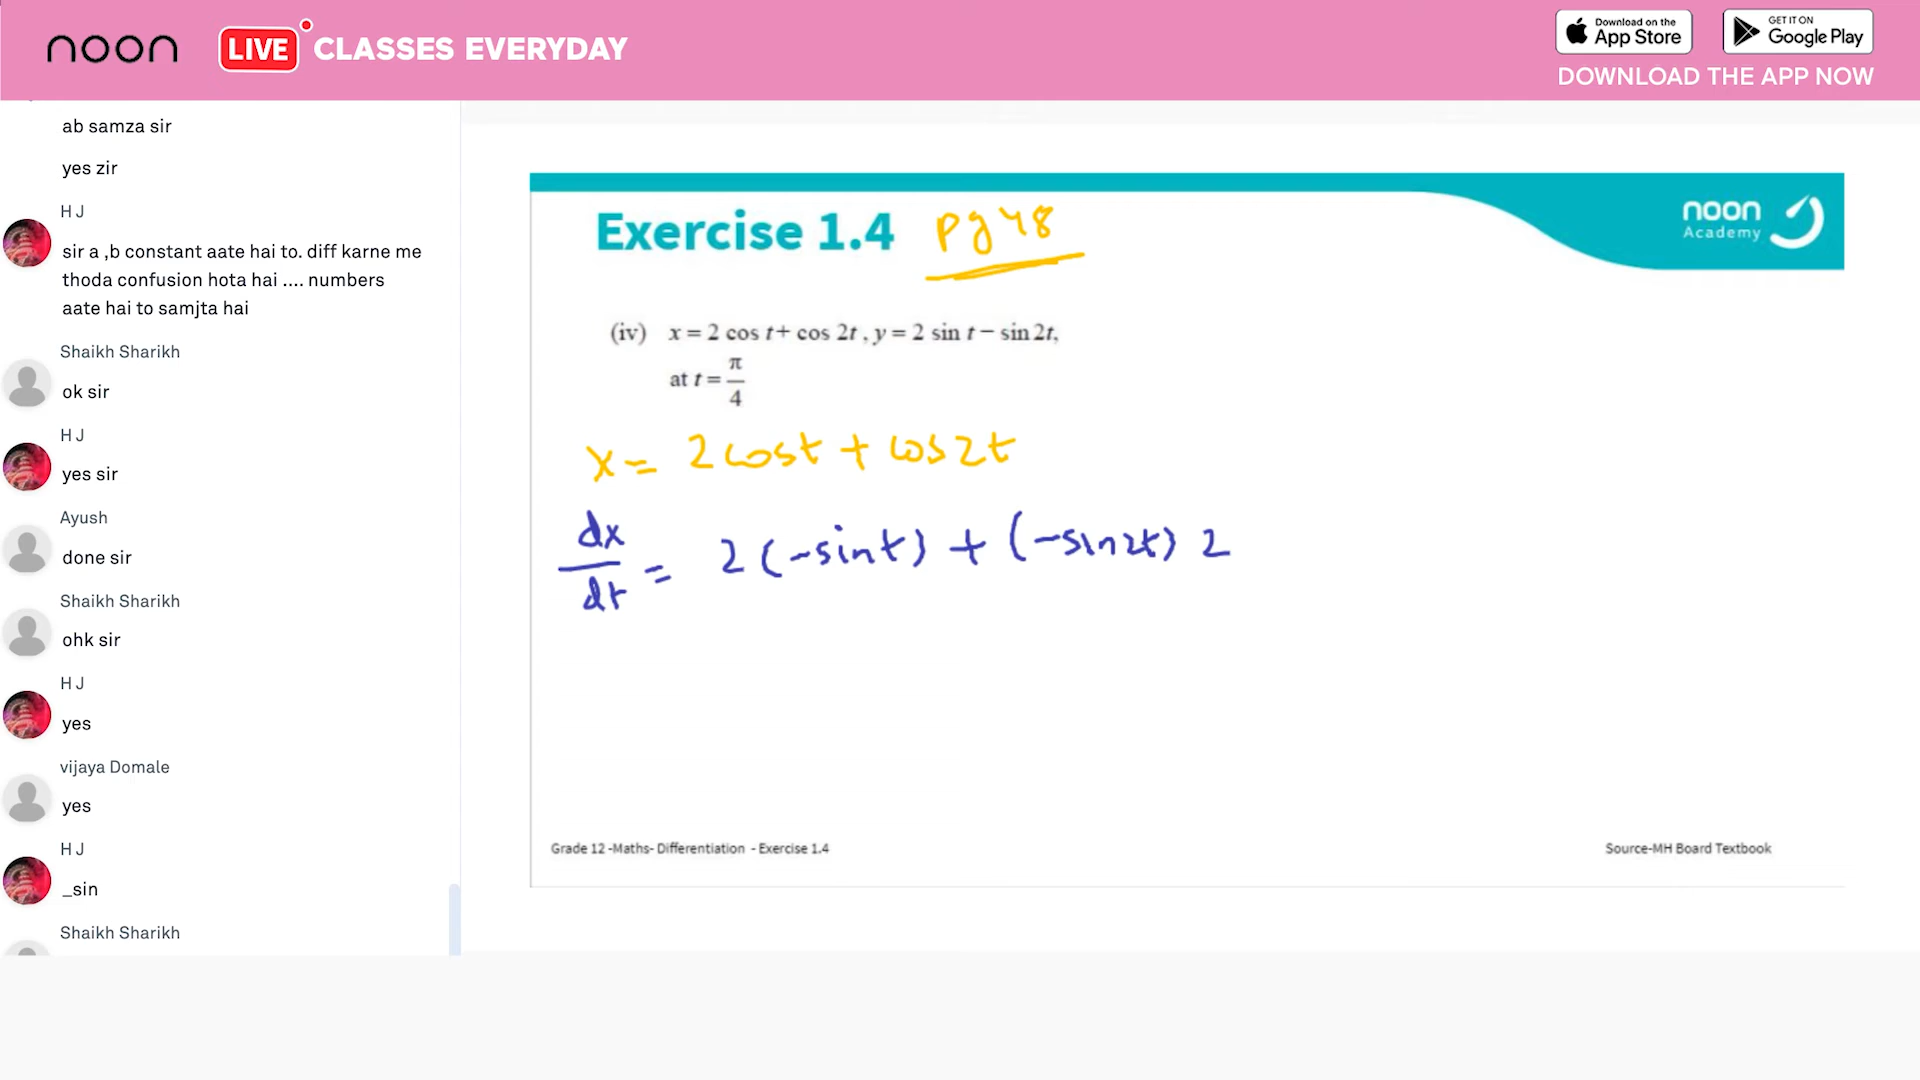 noon LIVE CLASSES EVERYDAY
Download on the App Store
GET IT ON Google Play
DOWNLOAD THE APP NOW
ab samza sir
yes zir
H J
sir a ,b constant aate hai to. diff karne me
thoda confusion hota hai .... numbers
aate hai to samjta hai
Shaikh Sharikh
ok sir
H J
yes sir
Ayush
done sir
Shaikh Sharikh
ohk sir
H J
yes
vijaya Domale
yes
H J
_sin
Shaikh Sharikh
Exercise 1.4 pg 48
noon
Academy
(iv) x = 2 cos t + cos 2t , y = 2 sin t − sin 2t,
at t = π/4
x = 2 cost + cos2t
dx/dt = 2(-sint) + (-sin2t) 2
Grade 12 -Maths- Differentiation - Exercise 1.4
Source-MH Board Textbook